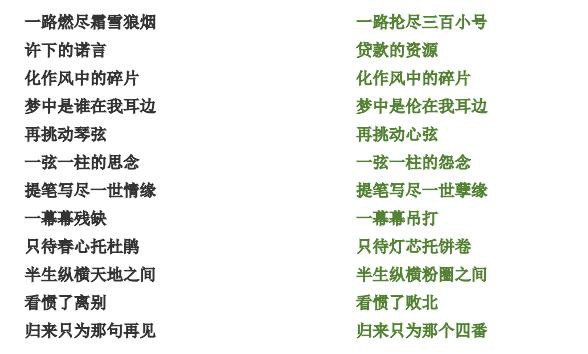 一路燃尽霜雪狼烟
许下的诺言
化作风中的碎片
梦中是谁在我耳边
再挑动琴弦
一弦一柱的思念
提笔写尽一世情缘
一幕幕残缺
只待春心托杜鹃
半生纵横天地之间
看惯了离别
归来只为那句再见
一路抢尽三百小号
贷款的资源
化作风中的碎片
梦中是伦在我耳边
再挑动心弦
一弦一柱的怨念
提笔写尽一世孽缘
一幕幕吊打
只待灯芯托饼卷
半生纵横粉圈之间
看惯了败北
归来只为那个四番